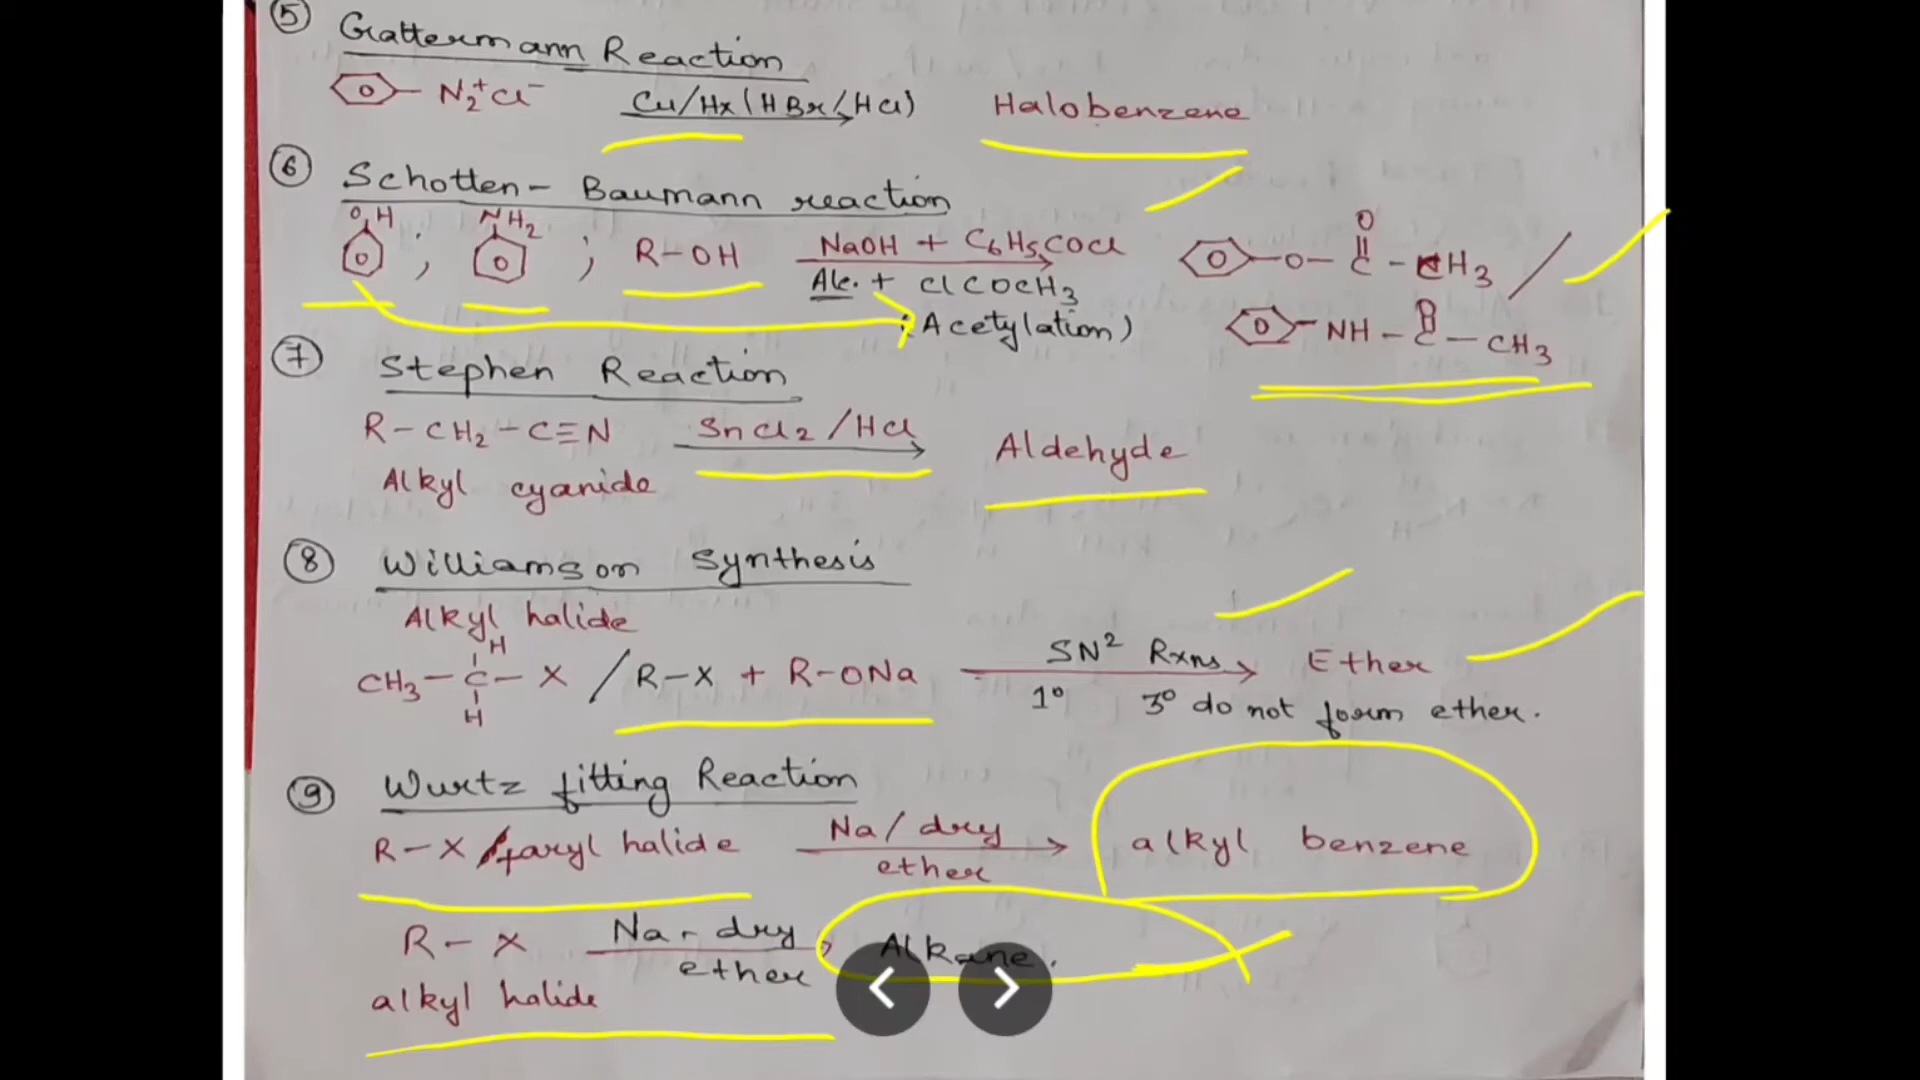 ⑤ Grattermann Reaction
N₂⁺Cl⁻ Cu/Hx (HBr/HCl) Halobenzene
⑥ Schotten- Baumann reaction
OH ; NH₂ ; R-OH NaOH + C₆H₅COCl O
-O-C-CH₃ /
Alc. + ClCOCH₃
(Acetylation) O
-NH-C-CH₃
⑦ Stephen Reaction
R-CH₂-C≡N SnCl₂/HCl Aldehyde
Alkyl cyanide
⑧ Williamson Synthesis
Alkyl halide
H
CH₃-C-X / R-X + R-ONa SN² Rxns Ether
H
1° 3° do not form ether.
⑨ Wurtz fitting Reaction
R-X + aryl halide Na/dry ether alkyl benzene
R-X Na-dry ether Alkane.
alkyl halide